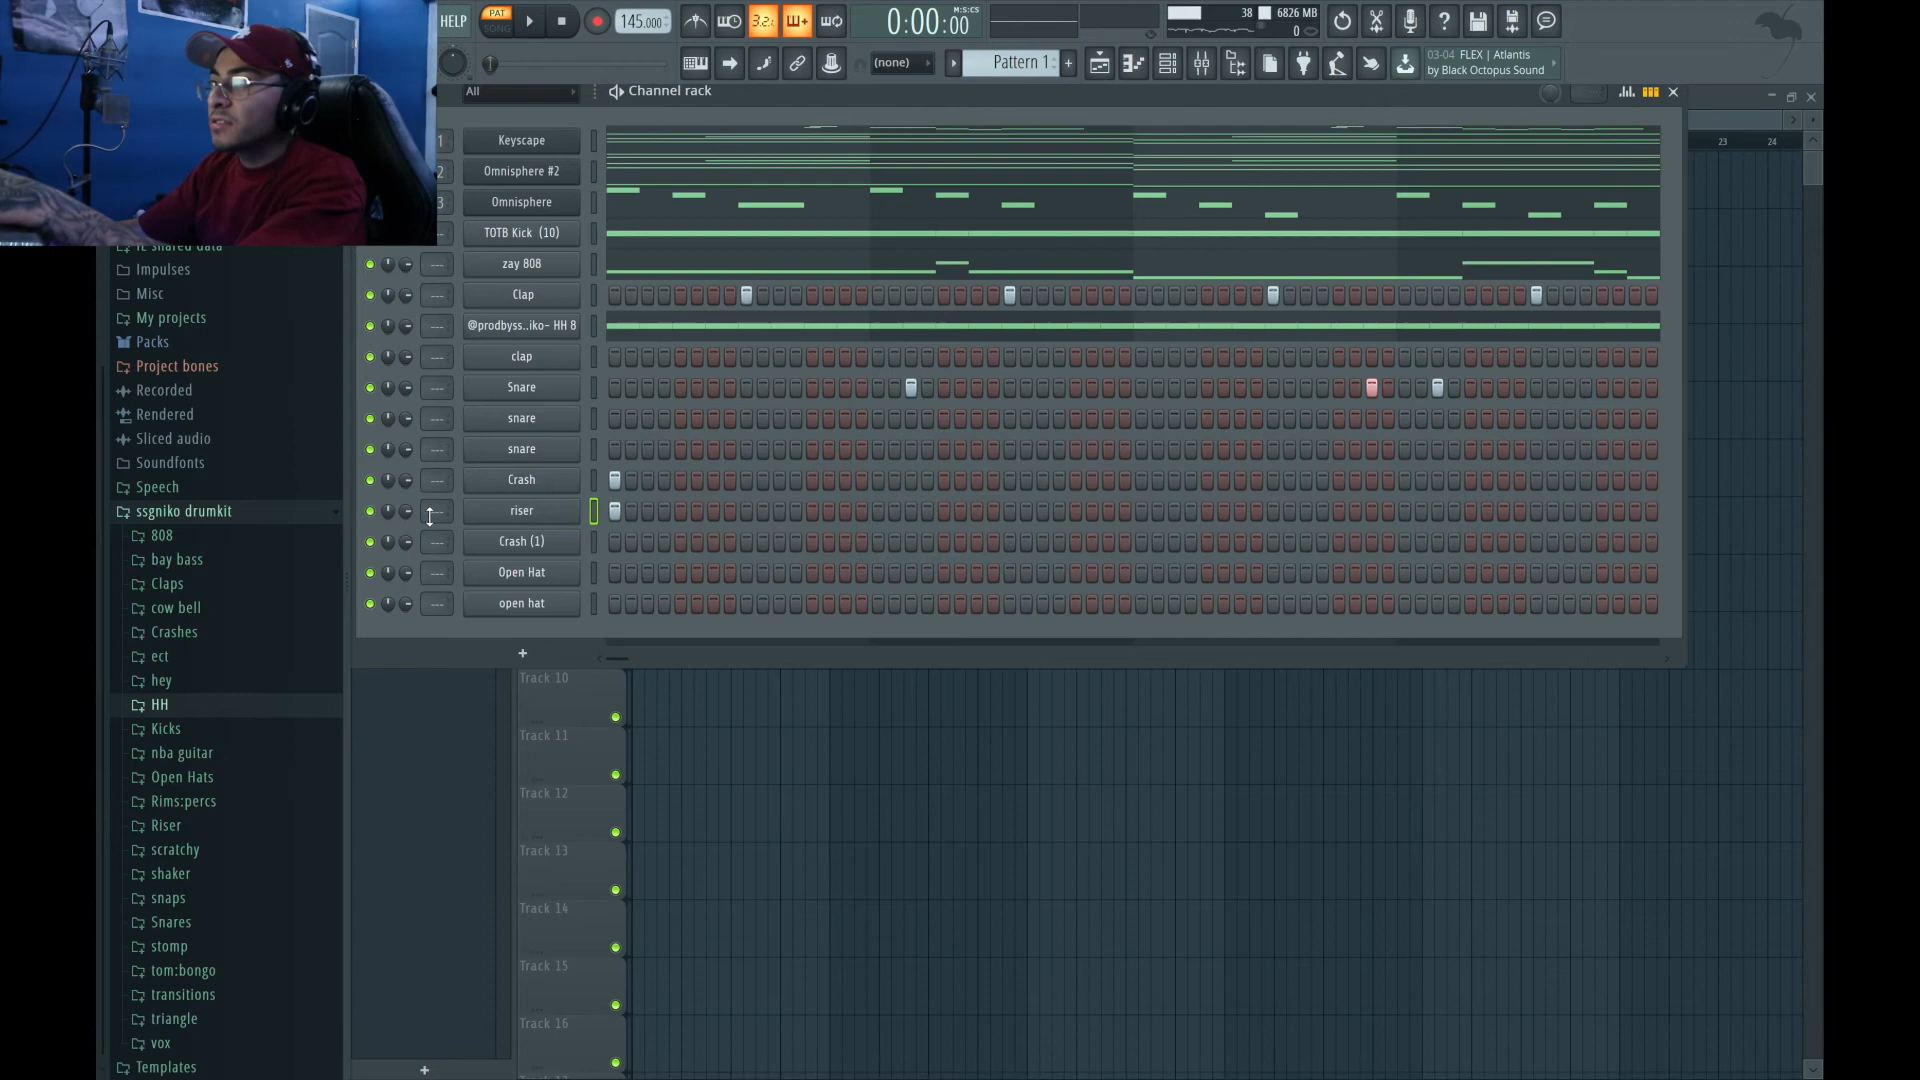 HELP
PAT
SONG
145.000
3.2.
0:00:00
M:S:CS
38
6826 MB
0
(none)
Pattern 1
+
03-04 FLEX | Atlantis
by Black Octopus Sound
All
Channel rack
1 Keyscape
2 Omnisphere #2
3 Omnisphere
TOTB Kick (10)
zay 808
Clap
@prodbyss..iko- HH 8
clap
Snare
snare
snare
Crash
riser
Crash (1)
Open Hat
open hat
23
24
IL shared data
Impulses
Misc
My projects
Packs
Project bones
Recorded
Rendered
Sliced audio
Soundfonts
Speech
ssgniko drumkit
808
bay bass
Claps
cow bell
Crashes
ect
hey
HH
Kicks
nba guitar
Open Hats
Rims:percs
Riser
scratchy
shaker
snaps
Snares
stomp
tom:bongo
transitions
triangle
vox
Templates
Track 10
Track 11
Track 12
Track 13
Track 14
Track 15
Track 16